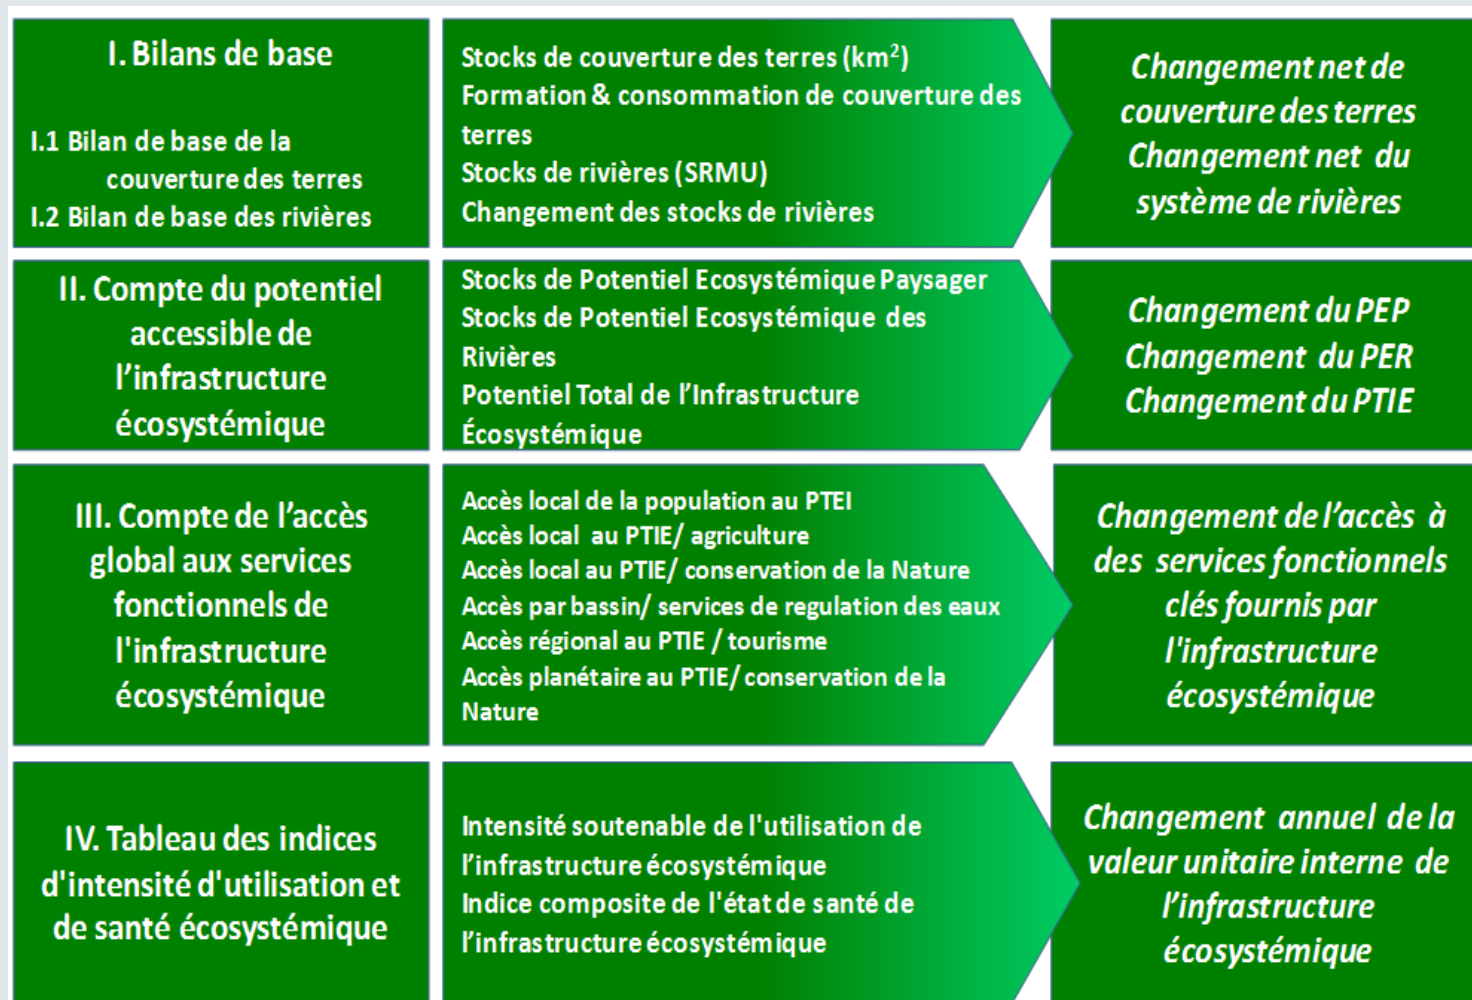 I. Bilans de base
I.1 Bilan de base de la
couverture des terres
I.2 Bilan de base des rivières
Stocks de couverture des terres (km²)
Formation & consommation de couverture des
terres
Stocks de rivières (SRMU)
Changement des stocks de rivières
Changement net de
couverture des terres
Changement net du
système de rivières
II. Compte du potentiel
accessible de
l’infrastructure
écosystémique
Stocks de Potentiel Ecosystémique Paysager
Stocks de Potentiel Ecosystémique des
Rivières
Potentiel Total de l’Infrastructure
Écosystémique
Changement du PEP
Changement du PER
Changement du PTIE
III. Compte de l’accès
global aux services
fonctionnels de
l'infrastructure
écosystémique
Accès local de la population au PTEI
Accès local au PTIE/ agriculture
Accès local au PTIE/ conservation de la Nature
Accès par bassin/ services de regulation des eaux
Accès régional au PTIE / tourisme
Accès planétaire au PTIE/ conservation de la
Nature
Changement de l’accès à
des services fonctionnels
clés fournis par
l'infrastructure
écosystémique
IV. Tableau des indices
d'intensité d'utilisation et
de santé écosystémique
Intensité soutenable de l'utilisation de
l’infrastructure écosystémique
Indice composite de l'état de santé de
l’infrastructure écosystémique
Changement annuel de la
valeur unitaire interne de
l’infrastructure
écosystémique